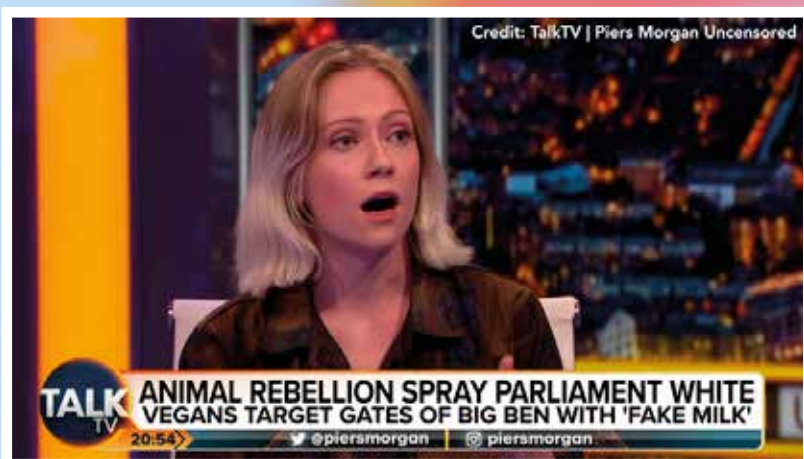 Credit: TalkTV | Piers Morgan Uncensored
TALK
TV
ANIMAL REBELLION SPRAY PARLIAMENT WHITE
VEGANS TARGET GATES OF BIG BEN WITH 'FAKE MILK'
20:54
@piersmorgan
piersmorgan